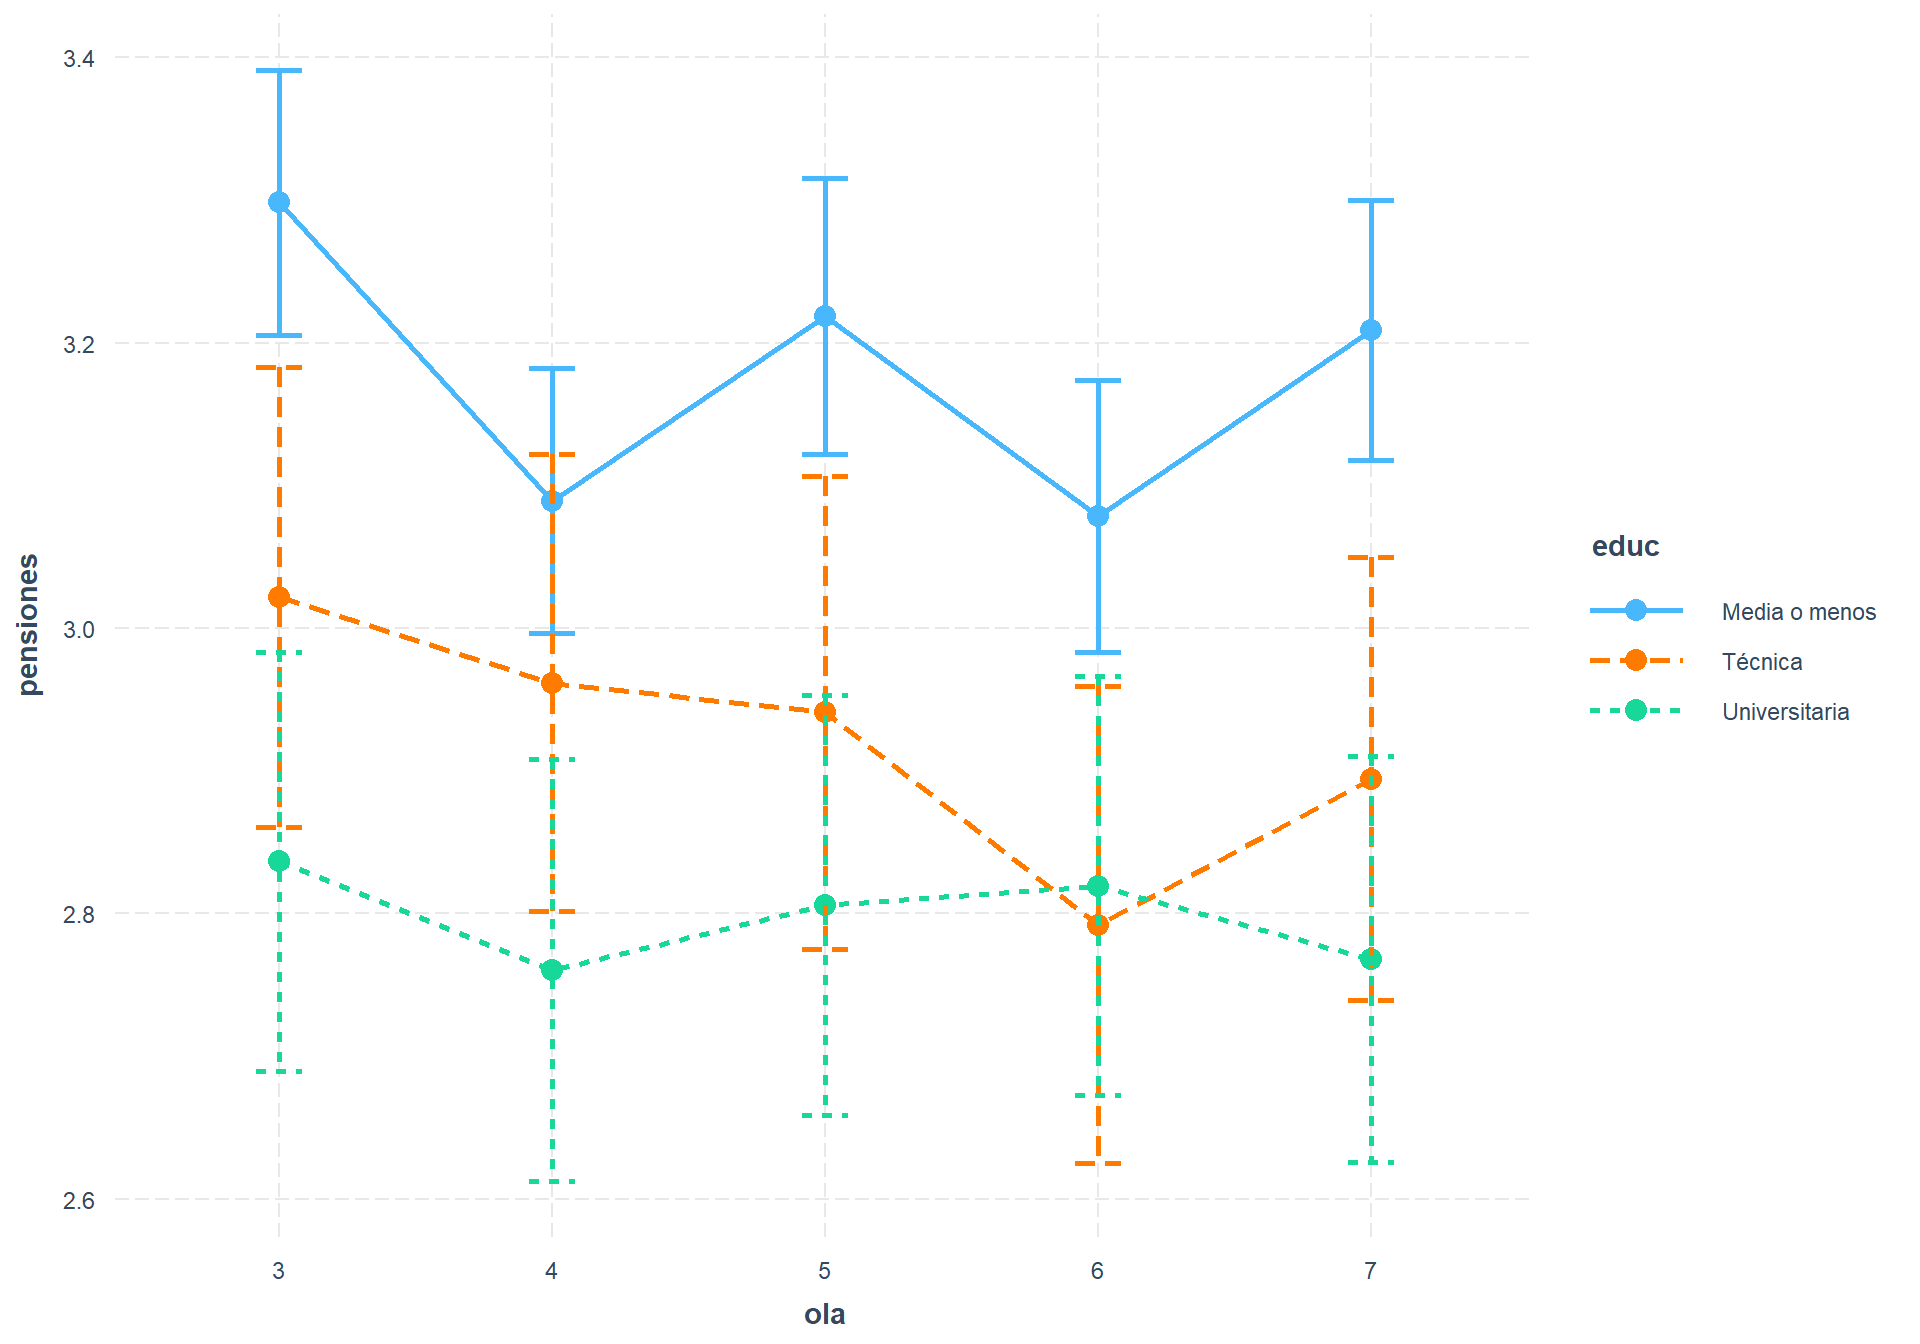 3.4
3.2
3.0
2.8
2.6
pensiones
3 4 5 6 7
ola
educ
Media o menos
Técnica
Universitaria